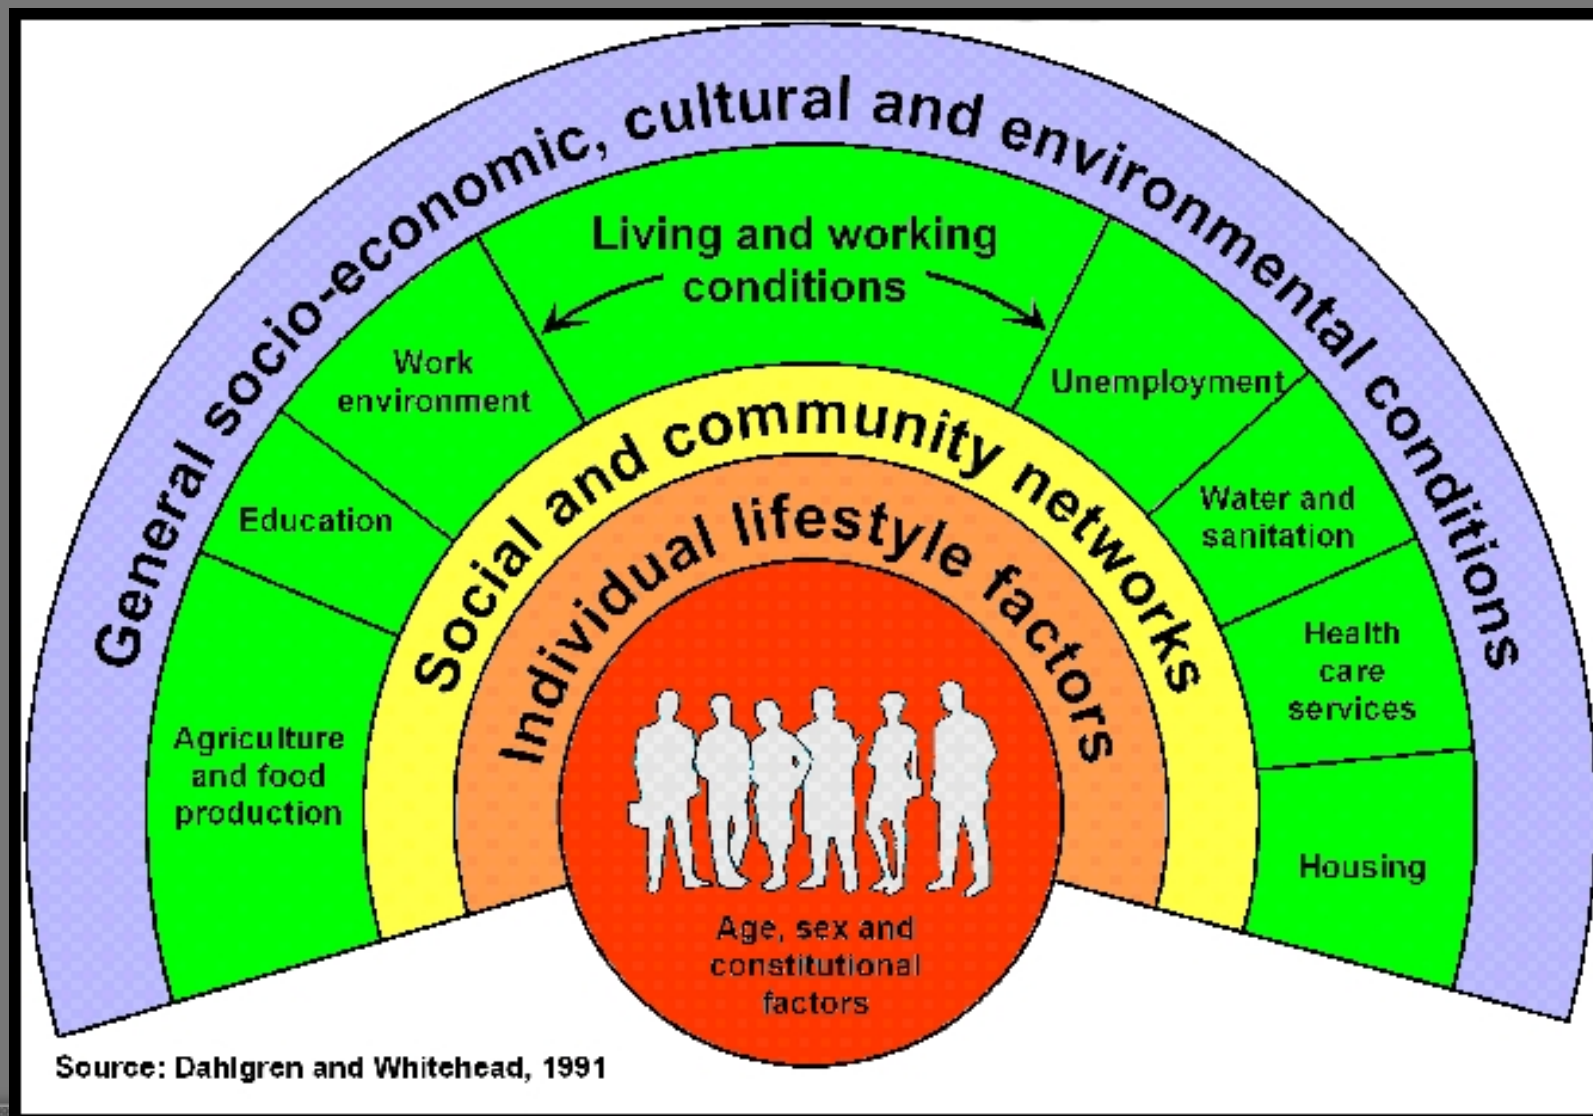 General socio-economic, cultural and environmental conditions
Living and working
conditions
Work
environment
Unemployment
Education
Water and
sanitation
Agriculture
and food
production
Health
care
services
Housing
Social and community networks
Individual lifestyle factors
Age, sex and
constitutional
factors
Source: Dahlgren and Whitehead, 1991